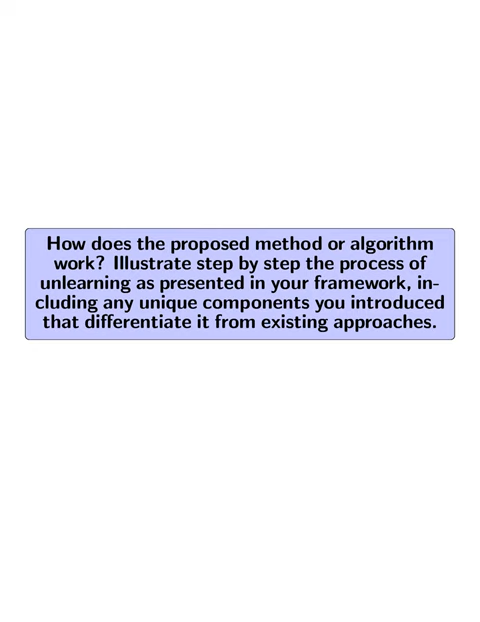 How does the proposed method or algorithm
work? Illustrate step by step the process of
unlearning as presented in your framework, in-
cluding any unique components you introduced
that differentiate it from existing approaches.